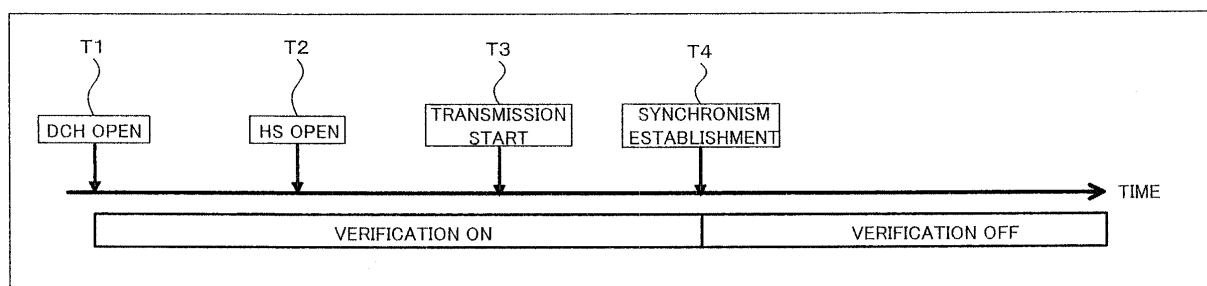 T1
T2
T3
T4
DCH OPEN
HS OPEN
TRANSMISSION
START
SYNCHRONISM
ESTABLISHMENT
TIME
VERIFICATION ON
VERIFICATION OFF